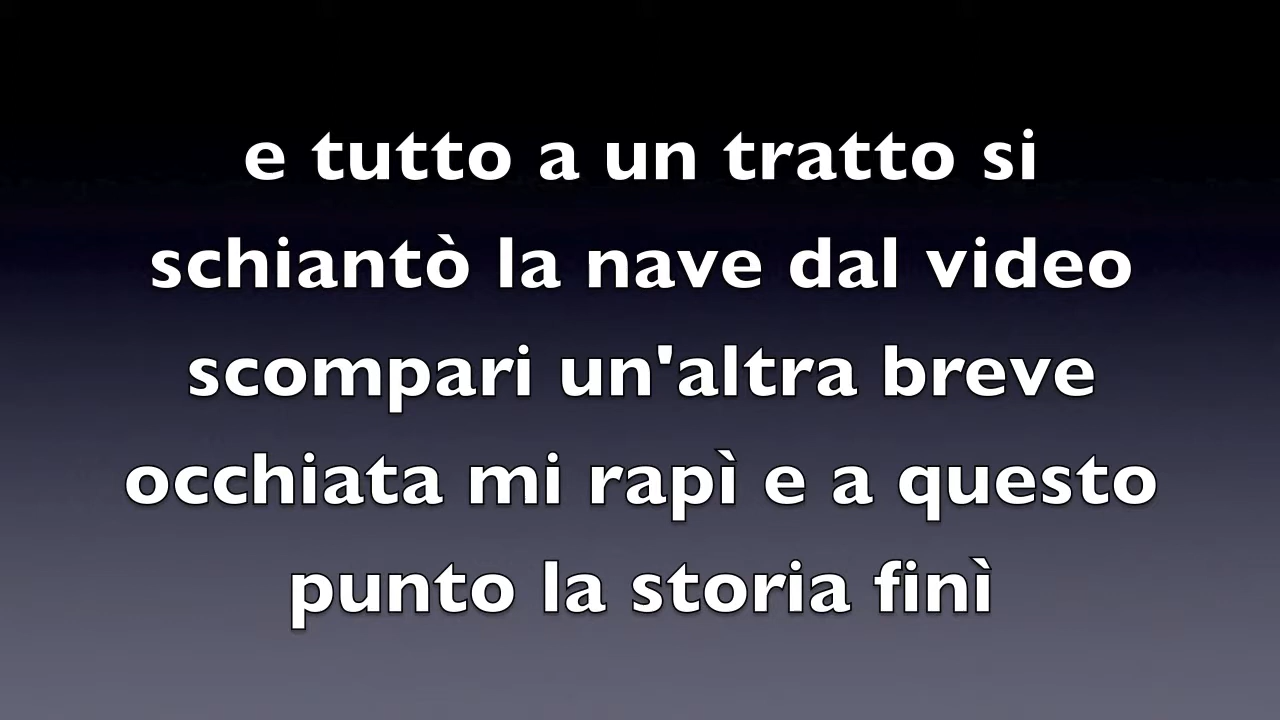 e tutto a un tratto si
schiantò la nave dal video
scompari un'altra breve
occhiata mi rapì e a questo
punto la storia finì